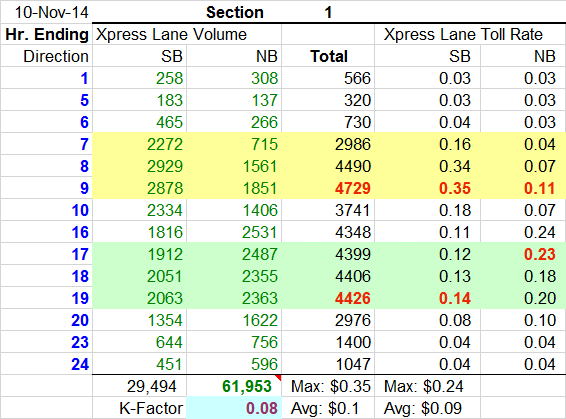 10-Nov-14 Section 1
Hr. Ending Xpress Lane Volume Xpress Lane Toll Rate
Direction SB NB Total SB NB
1 258 308 566 0.03 0.03
5 183 137 320 0.03 0.03
6 465 266 730 0.04 0.03
7 2272 715 2986 0.16 0.04
8 2929 1561 4490 0.34 0.07
9 2878 1851 4729 0.35 0.11
10 2334 1406 3741 0.18 0.07
16 1816 2531 4348 0.11 0.24
17 1912 2487 4399 0.12 0.23
18 2051 2355 4406 0.13 0.18
19 2063 2363 4426 0.14 0.20
20 1354 1622 2976 0.08 0.10
23 644 756 1400 0.04 0.04
24 451 596 1047 0.04 0.04
29,494 61,953 Max: $0.35 Max: $0.24
K-Factor 0.08 Avg: $0.1 Avg: $0.09